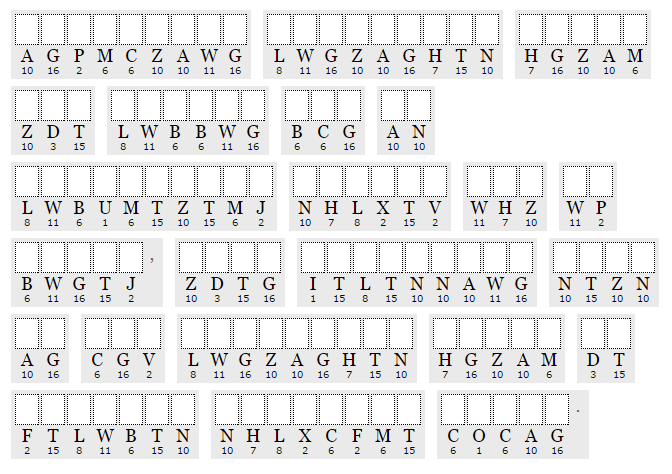 A G P M C Z A W G L W G Z A G H T N H G Z A M
10 16 2 6 6 10 10 11 16 8 11 16 10 10 16 7 15 10 7 16 10 10 6
Z D T L W B B W G B C G A N
10 3 15 8 11 6 6 11 16 6 6 16 10 10
L W B U M T Z T M J N H L X T V W H Z W P
8 11 6 1 6 15 10 15 6 2 10 7 8 2 15 2 11 7 10 11 2
B W G T J , Z D T G I T L T N N A W G N T Z N
6 11 16 15 2 10 3 15 16 1 15 8 15 10 10 10 11 16 10 15 10 10
A G C G V L W G Z A G H T N H G Z A M D T
10 16 6 16 2 8 11 16 10 10 16 7 15 10 7 16 10 10 6 3 15
F T L W B T N N H L X C F M T C O C A G .
2 15 8 11 6 15 10 10 7 8 2 6 2 6 15 6 1 6 10 16